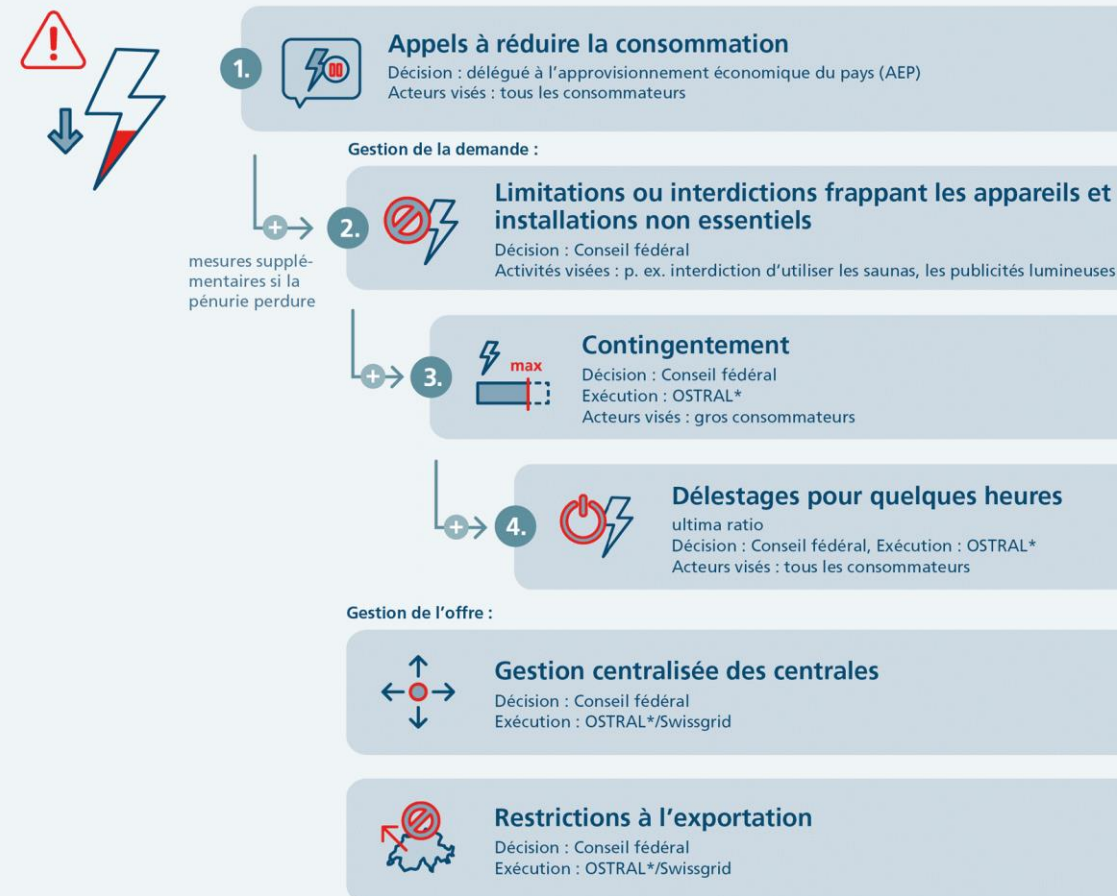 1.
Appels à réduire la consommation
Décision : délégué à l'approvisionnement économique du pays (AEP)
Acteurs visés : tous les consommateurs
Gestion de la demande :
+
mesures supplé-
mentaires si la
pénurie perdure
2.
Limitations ou interdictions frappant les appareils et
installations non essentiels
Décision : Conseil fédéral
Activités visées : p. ex. interdiction d'utiliser les saunas, les publicités lumineuses
+
3.
max
Contingentement
Décision : Conseil fédéral
Exécution : OSTRAL*
Acteurs visés : gros consommateurs
+
4.
Délestages pour quelques heures
ultima ratio
Décision : Conseil fédéral, Exécution : OSTRAL*
Acteurs visés : tous les consommateurs
Gestion de l'offre :
Gestion centralisée des centrales
Décision : Conseil fédéral
Exécution : OSTRAL*/Swissgrid
Restrictions à l'exportation
Décision : Conseil fédéral
Exécution : OSTRAL*/Swissgrid